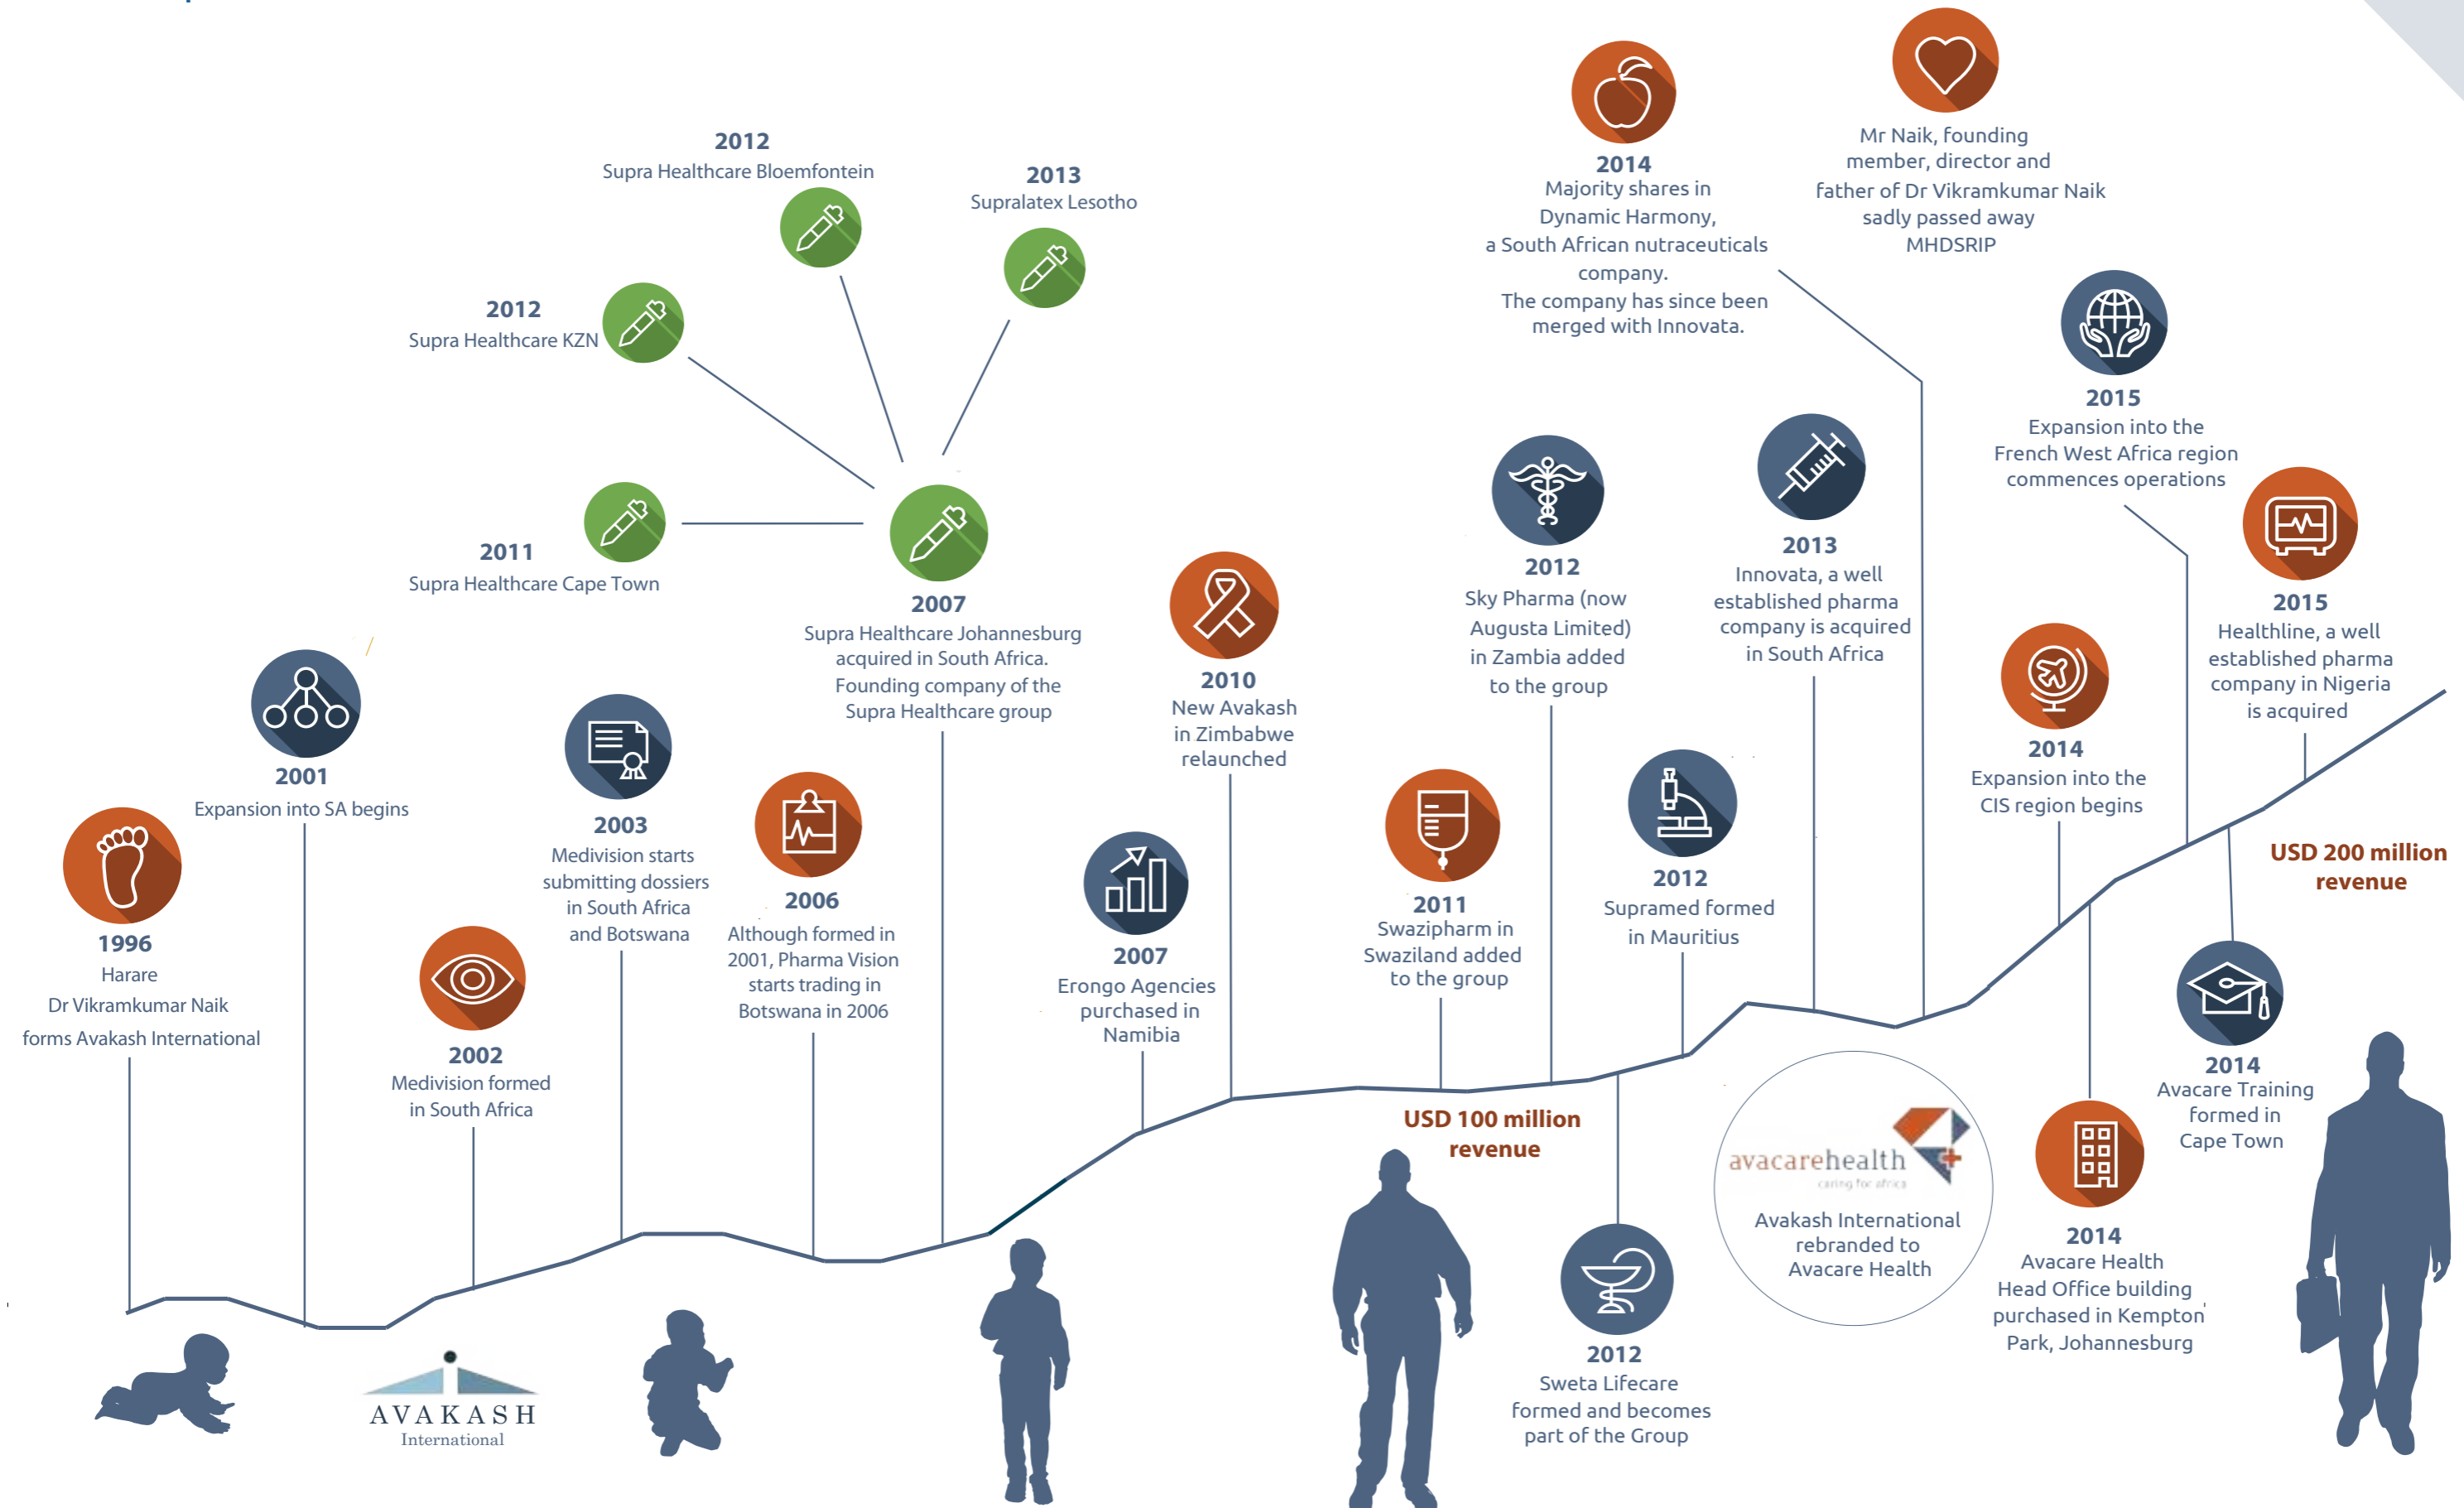 2012
Supra Healthcare Bloemfontein
2013
Supralatex Lesotho
2012
Supra Healthcare KZN
2011
Supra Healthcare Cape Town
2007
Supra Healthcare Johannesburg
acquired in South Africa.
Founding company of the
Supra Healthcare group
1996
Harare
Dr Vikramkumar Naik
forms Avakash International
2001
Expansion into SA begins
2002
Medivision formed
in South Africa
2003
Medivision starts
submitting dossiers
in South Africa
and Botswana
2006
Although formed in
2001, Pharma Vision
starts trading in
Botswana in 2006
2007
Erongo Agencies
purchased in
Namibia
2010
New Avakash
in Zimbabwe
relaunched
2011
Swazipharm in
Swaziland added
to the group
2012
Sky Pharma (now
Augusta Limited)
in Zambia added
to the group
2012
Supramed formed
in Mauritius
2013
Innovata, a well
established pharma
company is acquired
in South Africa
2014
Majority shares in
Dynamic Harmony,
a South African nutraceuticals
company.
The company has since been
merged with Innovata.
Mr Naik, founding
member, director and
father of Dr Vikramkumar Naik
sadly passed away
MHDSRIP
2015
Expansion into the
French West Africa region
commences operations
2014
Expansion into the
CIS region begins
2015
Healthline, a well
established pharma
company in Nigeria
is acquired
USD 200 million
revenue
USD 100 million
revenue
2012
Sweta Lifecare
formed and becomes
part of the Group
avacarehealth
caring for africa
Avakash International
rebranded to
Avacare Health
2014
Avacare Health
Head Office building
purchased in Kempton
Park, Johannesburg
2014
Avacare Training
formed in
Cape Town
AVAKASH
International